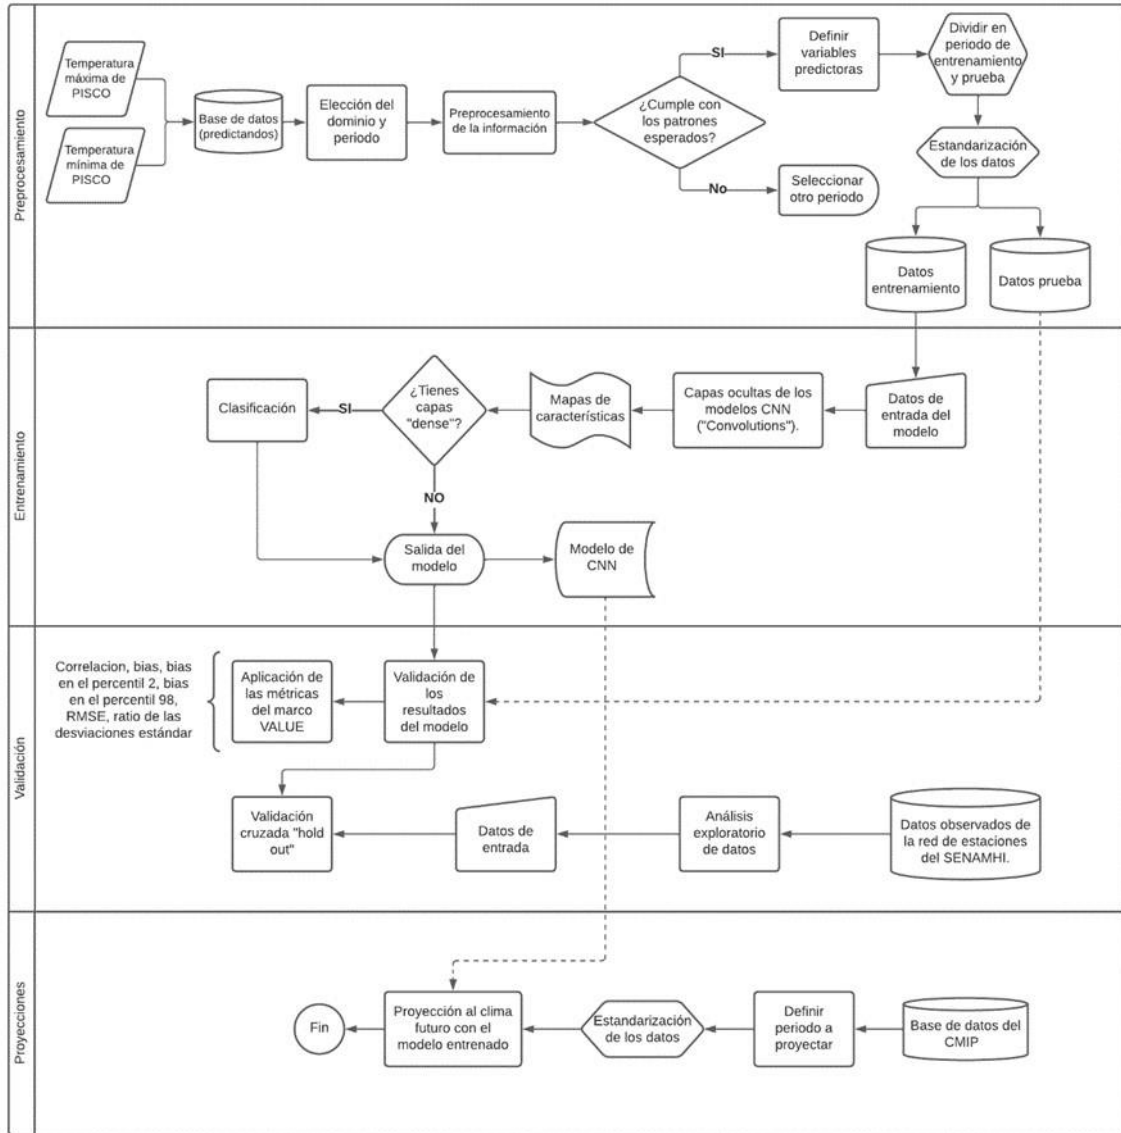 Preprocesamiento
Temperatura
máxima de
PISCO
Temperatura
mínima de
PISCO
Base de datos
(predictandos)
Elección del
dominio y
periodo
Preprocesamiento
de la información
¿Cumple con
los patrones
esperados?
SI
No
Definir
variables
predictoras
Seleccionar
otro periodo
Dividir en
periodo de
entrenamiento
y prueba
Estandarización
de los datos
Datos
entrenamiento
Datos prueba
Entrenamiento
Datos de
entrada del
modelo
Capas ocultas de los
modelos CNN
("Convolutions").
Mapas de
características
¿Tienes
capas
"dense"?
SI
Clasificación
NO
Salida del
modelo
Modelo de
CNN
Validación
Correlacion, bias, bias
en el percentil 2, bias
en el percentil 98,
RMSE, ratio de las
desviaciones estándar
Aplicación de
las métricas
del marco
VALUE
Validación de
los
resultados
del modelo
Validación
cruzada "hold
out"
Datos de
entrada
Análisis
exploratorio
de datos
Datos observados de
la red de estaciones
del SENAMHI.
Proyecciones
Fin
Proyección al clima
futuro con el
modelo entrenado
Estandarización
de los datos
Definir
periodo a
proyectar
Base de datos del
CMIP